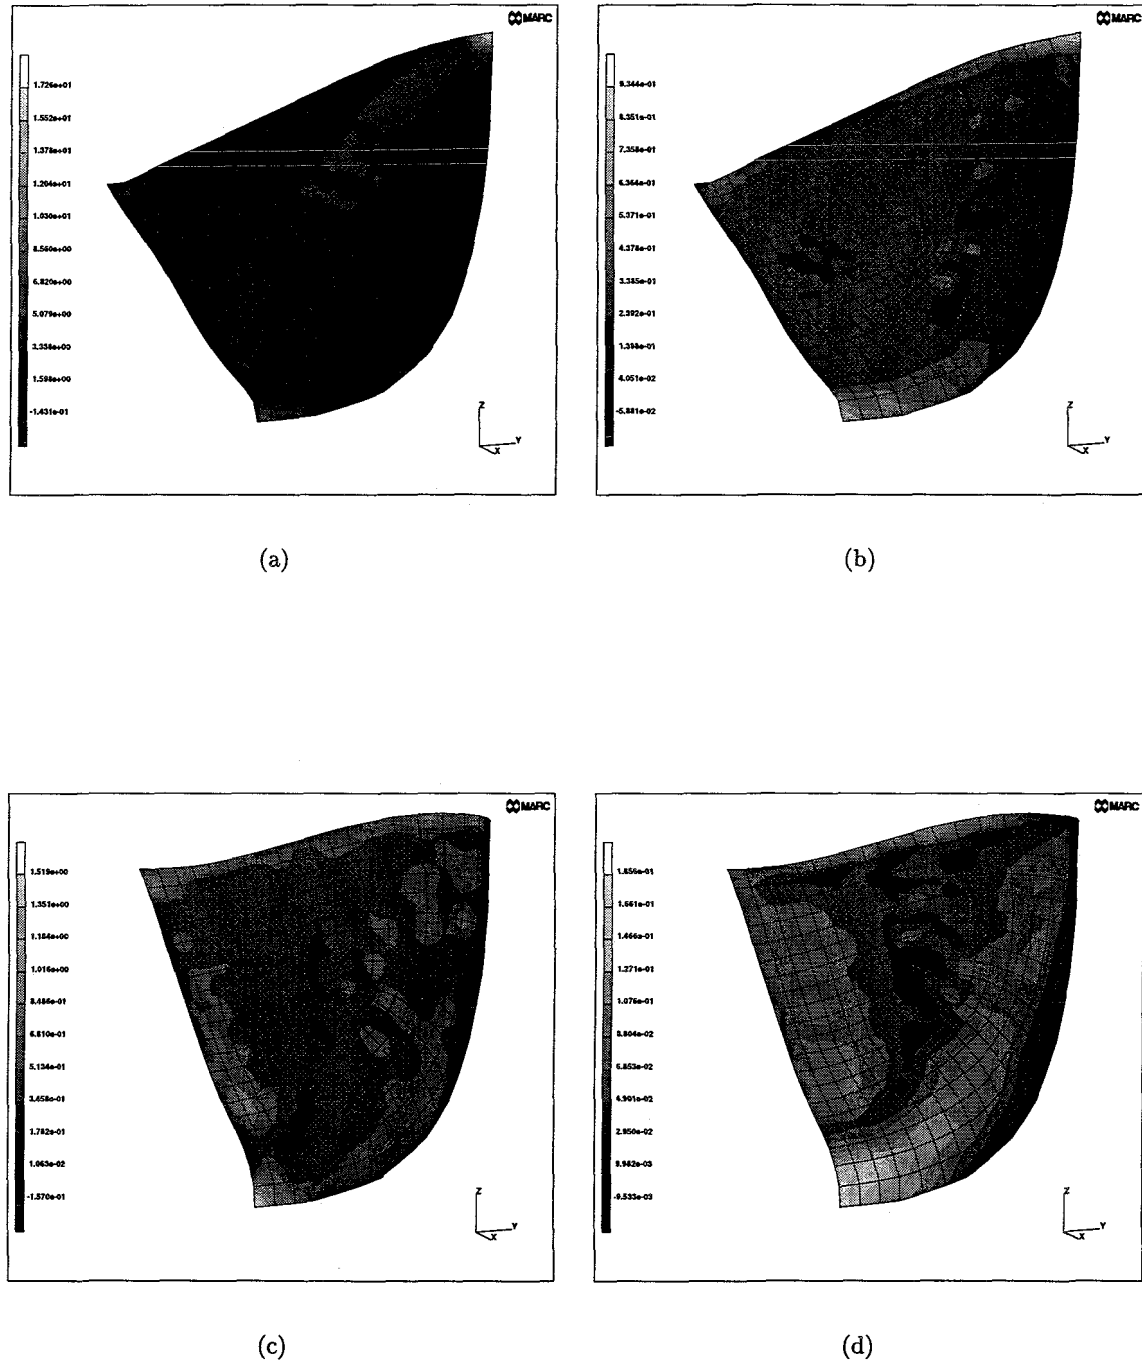 MARC
1.726e+01
1.552e+01
1.378e+01
1.204e+01
1.030e+01
8.560e+00
6.820e+00
5.079e+00
3.338e+00
1.598e+00
-1.431e-01
Z
Y
X
(a)
MARC
9.344e-01
8.351e-01
7.358e-01
6.364e-01
5.371e-01
4.378e-01
3.385e-01
2.392e-01
1.398e-01
4.051e-02
-5.881e-02
Z
Y
X
(b)
MARC
1.519e+00
1.351e+00
1.184e+00
1.016e+00
8.486e-01
6.810e-01
5.134e-01
3.458e-01
1.782e-01
1.063e-02
-1.570e-01
Z
Y
X
(c)
MARC
1.856e-01
1.661e-01
1.466e-01
1.271e-01
1.076e-01
8.804e-02
6.853e-02
4.901e-02
2.950e-02
9.982e-03
-9.533e-03
Z
Y
X
(d)